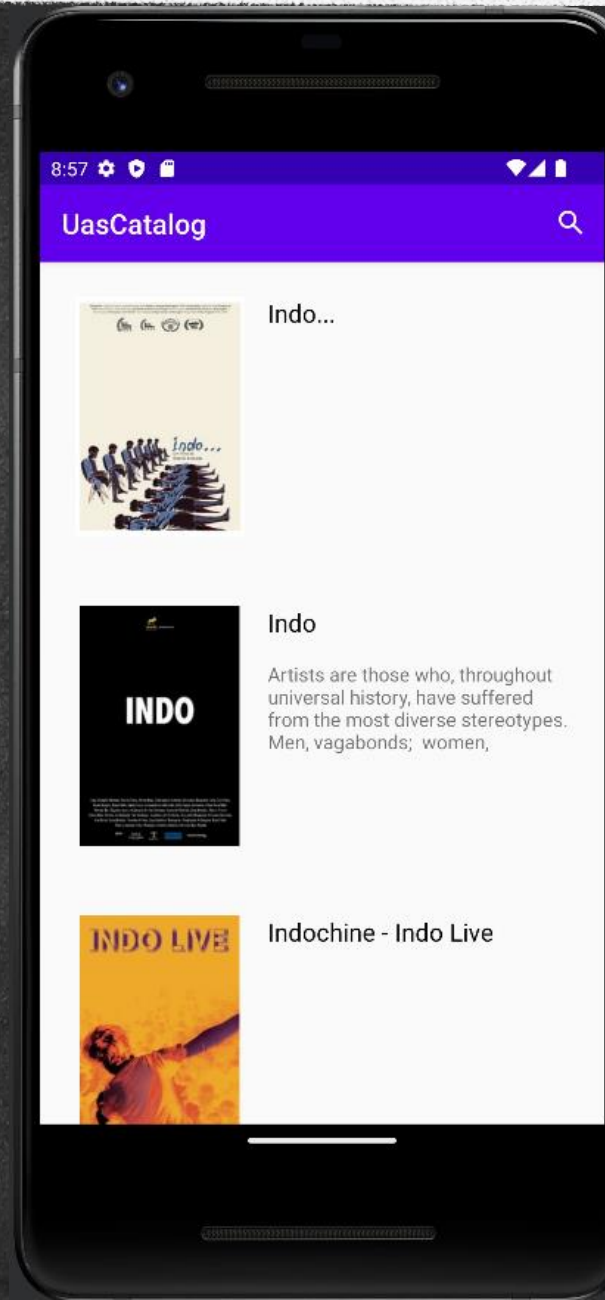 8:57
UasCatalog
Indo...
Indo...
Indo
Artists are those who, throughout
universal history, have suffered
from the most diverse stereotypes.
Men, vagabonds;  women,
INDO
Indochine - Indo Live
INDO LIVE